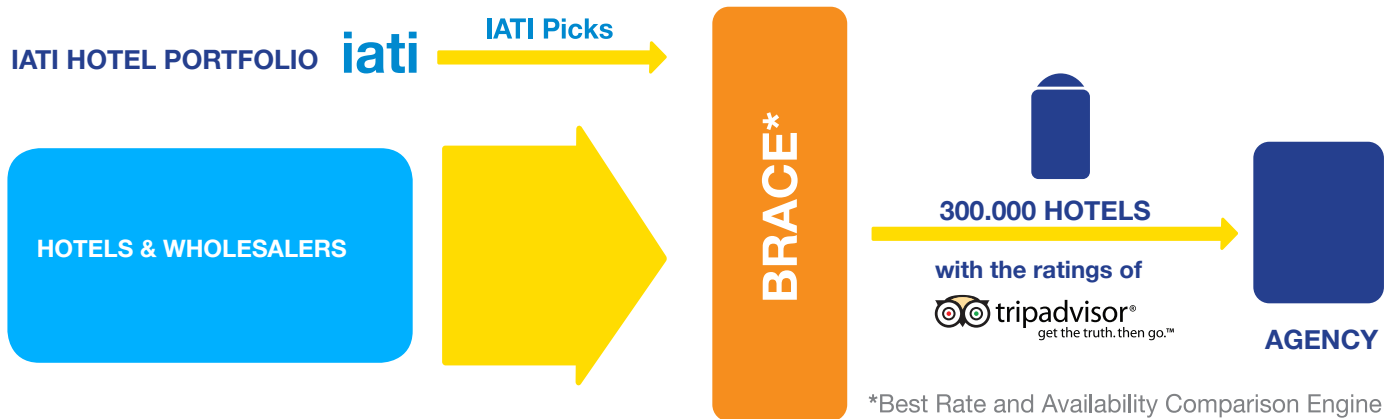 IATI HOTEL PORTFOLIO iati
IATI Picks
HOTELS & WHOLESALERS
BRACE*
300.000 HOTELS
with the ratings of
tripadvisor®
get the truth. then go.™
AGENCY
*Best Rate and Availability Comparison Engine